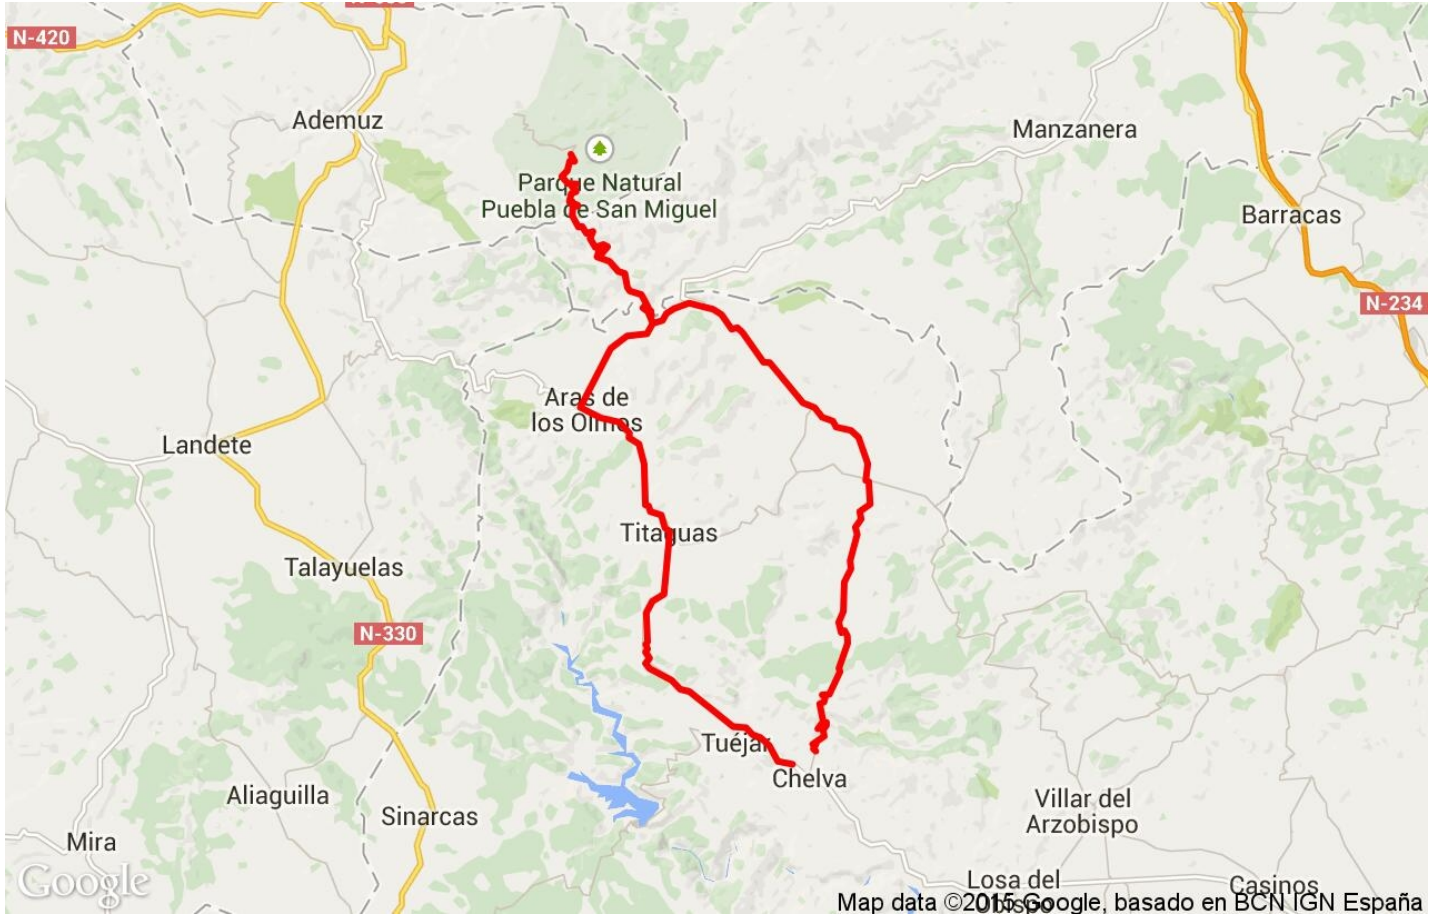 N-420
Ademuz
Manzanera
Parque Natural
Puebla de San Miguel
Barracas
N-234
Aras de
los Olmos
Landete
Titaguas
Talayuelas
N-330
Tuéjar
Chelva
Aliaguilla
Sinarcas
Villar del
Arzobispo
Mira
Losa del
Obispo
Casinos
Google
Map data ©2015 Google, basado en BCN IGN España